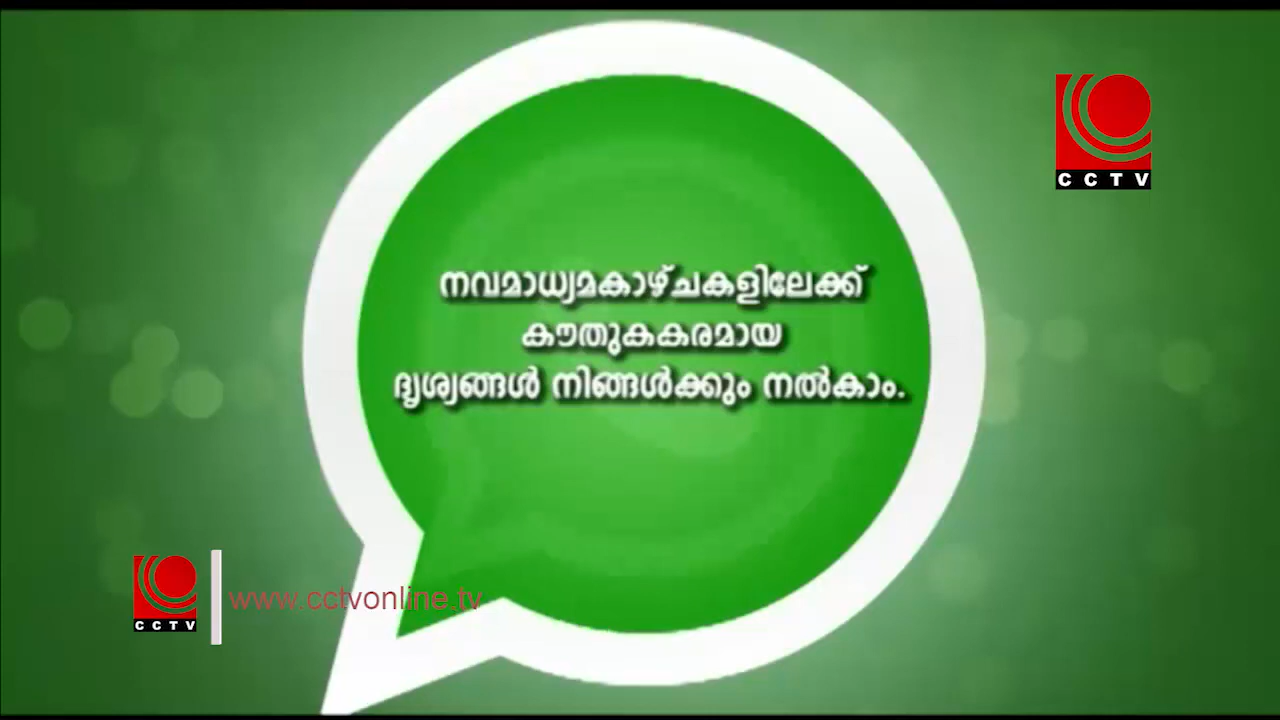 CCTV
നവമാധ്യമകാഴ്ചകളിലേക്ക്
കൗതുകകരമായ
ദൃശ്യങ്ങൾ നിങ്ങൾക്കും നൽകാം.
www.cctvonline.tv
CCTV